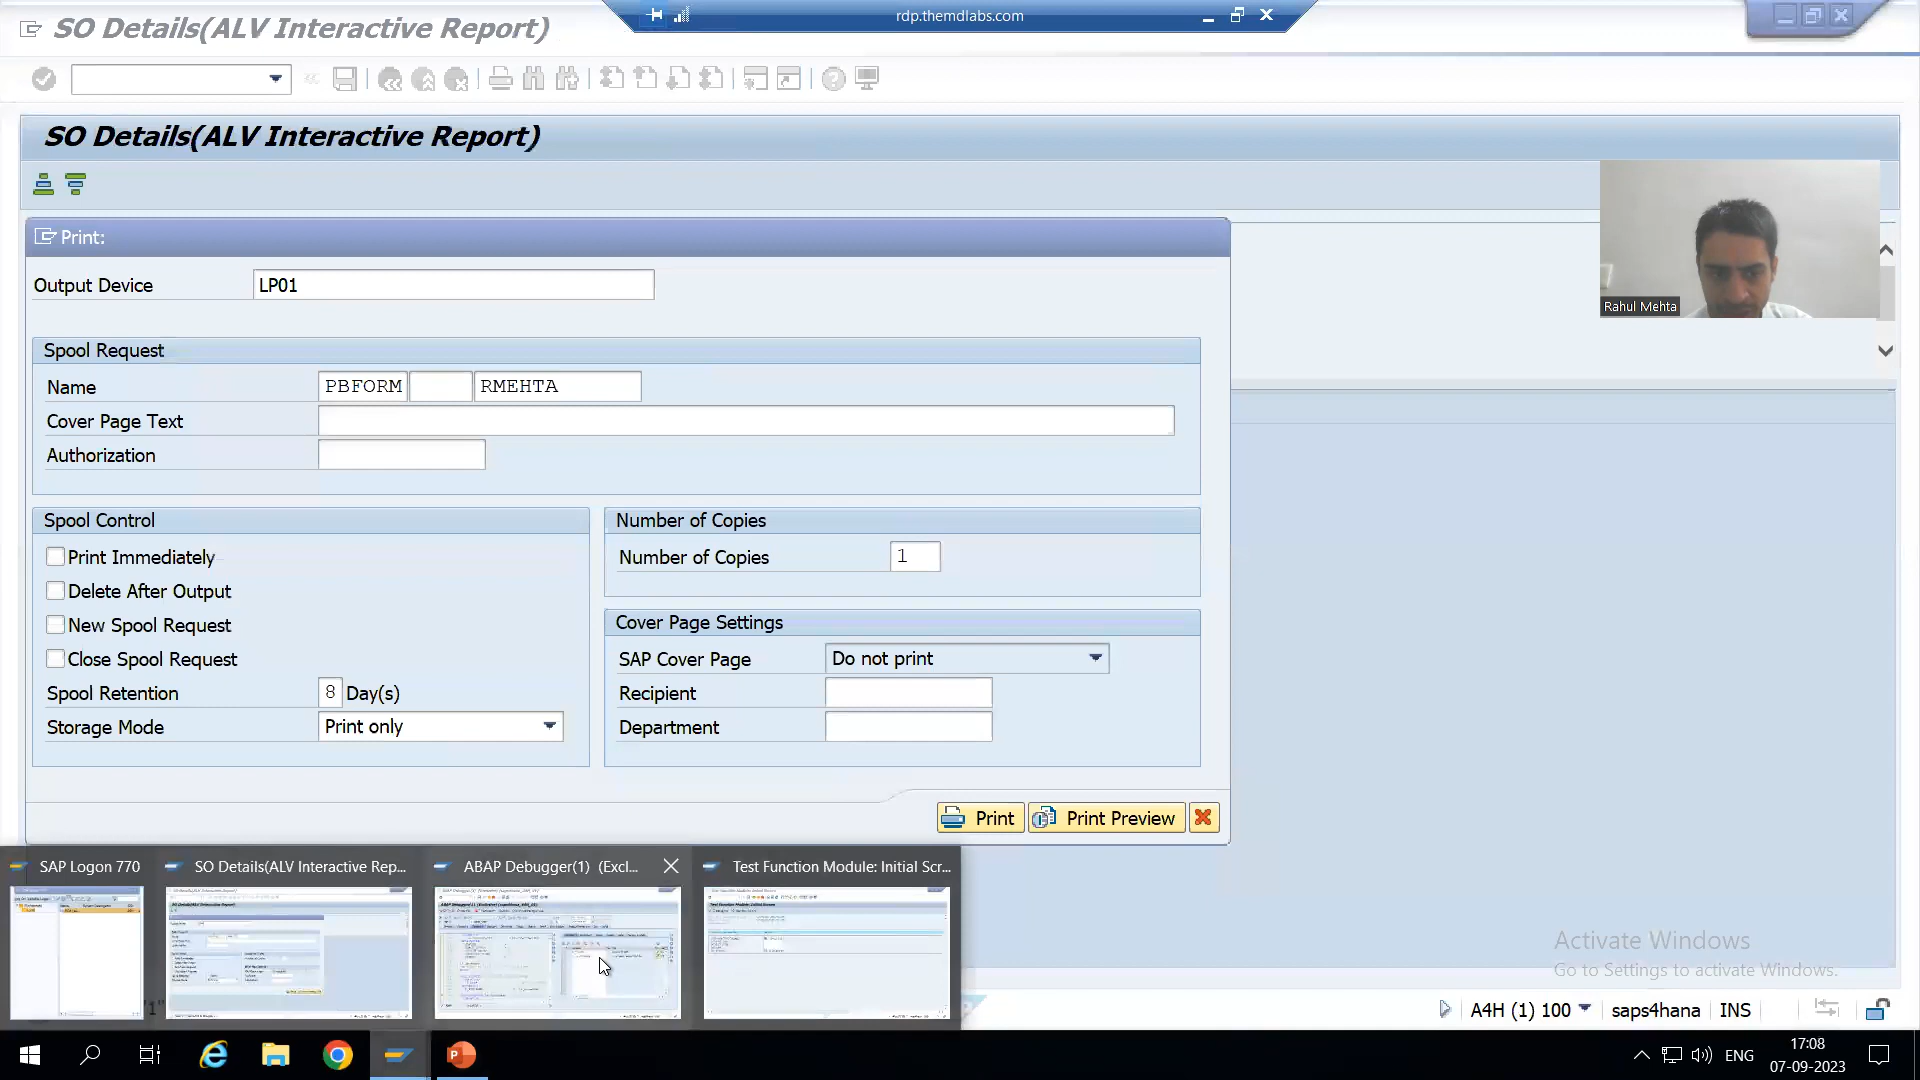 SO Details(ALV Interactive Report)
rdp.themdlabs.com
SO Details(ALV Interactive Report)
Print:
Output Device LP01
Spool Request
Name PBFORM RMEHTA
Cover Page Text
Authorization
Spool Control
Print Immediately
Delete After Output
New Spool Request
Close Spool Request
Spool Retention 8 Day(s)
Storage Mode Print only
Number of Copies
Number of Copies 1
Cover Page Settings
SAP Cover Page Do not print
Recipient
Department
Print Print Preview
Rahul Mehta
SAP Logon 770
SO Details(ALV Interactive Rep...
ABAP Debugger(1) (Excl...
Test Function Module: Initial Scr...
Activate Windows
Go to Settings to activate Windows.
A4H (1) 100 saps4hana INS
ENG
17:08
07-09-2023